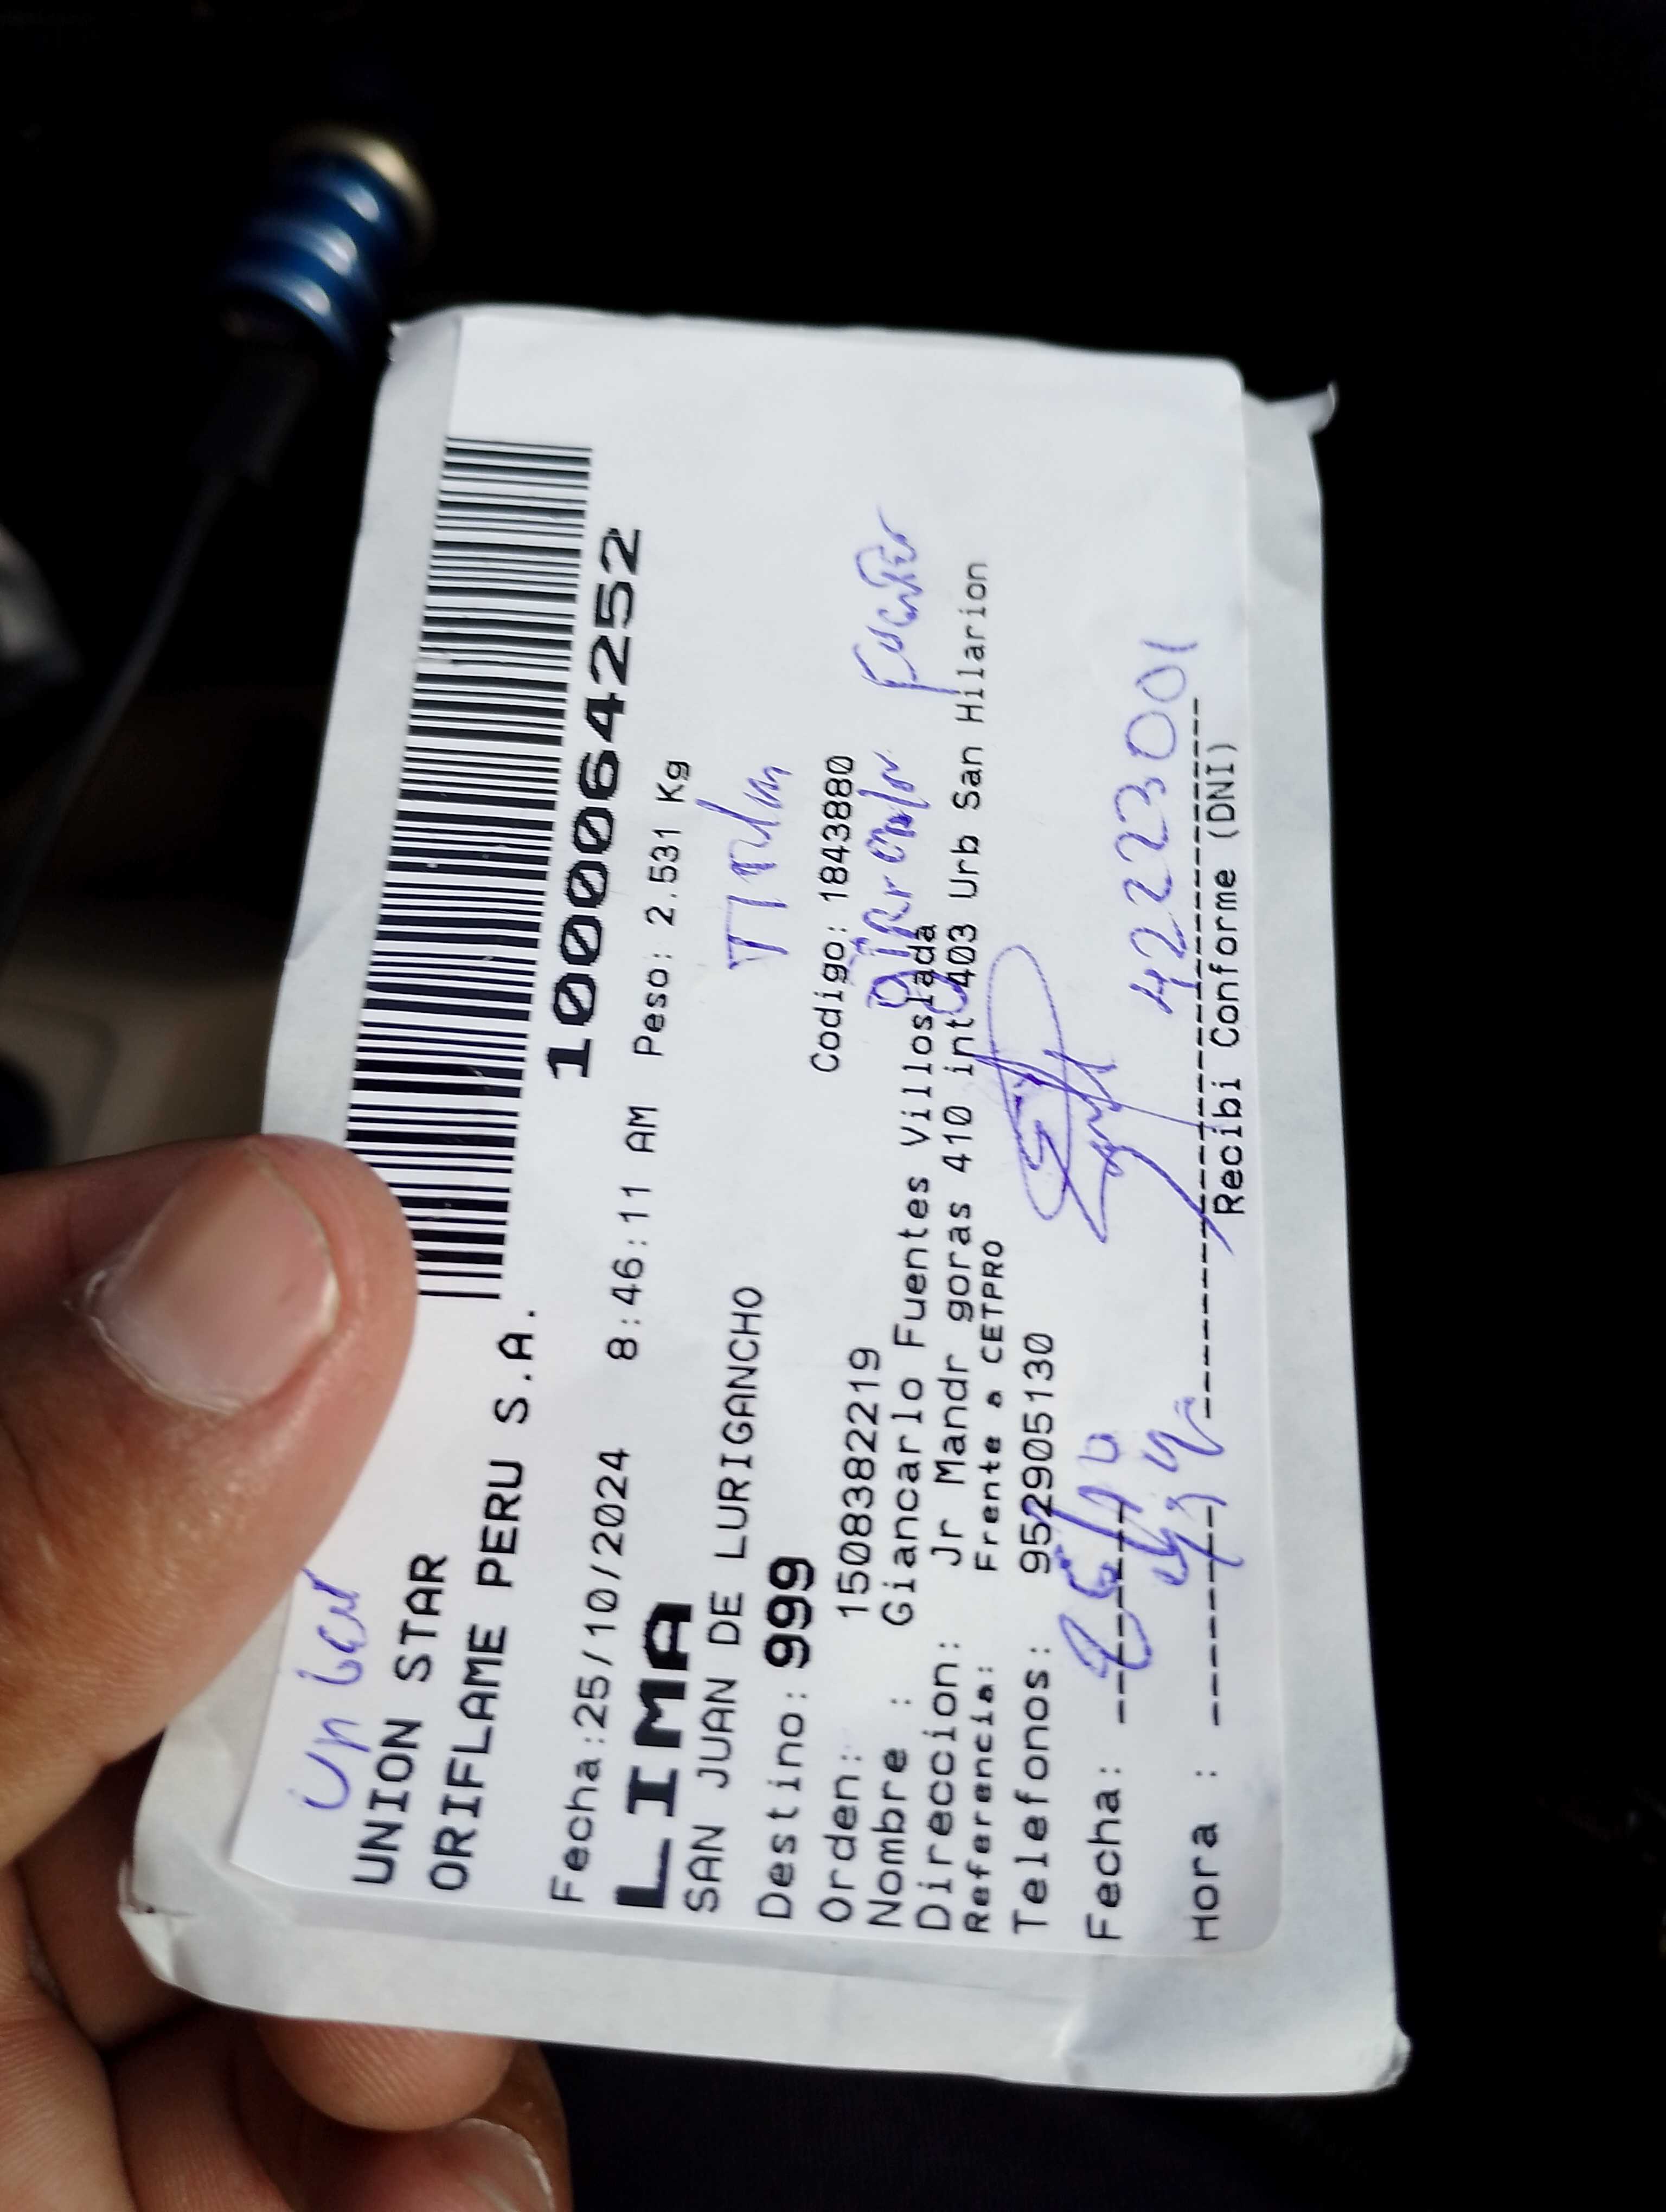 UNION STAR
ORIFLAME PERU S.A.
1000064252
Fecha:25/10/2024 8:46:11 AM Peso: 2.531 Kg
LIMA
SAN JUAN DE LURIGANCHO
Destino: 999
Codigo: 1843880
Orden: 1508382219
Nombre : Giancarlo Fuentes Villoslada
Direccion: Jr Mandr goras 410 int 403 Urb San Hilarion
Referencia: Frente a CETPRO
Telefonos: 952905130
Fecha:
42223001
Hora :
Recibi Conforme (DNI)